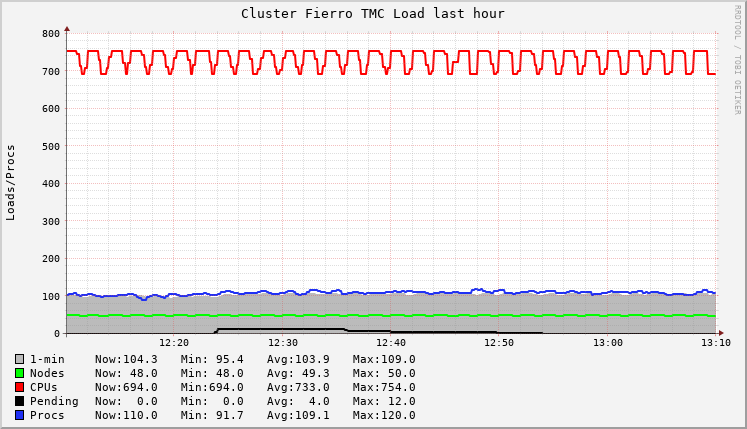 Cluster Fierro TMC Load last hour
RRDTOOL / TOBI OETIKER
Loads/Procs
800
700
600
500
400
300
200
100
0
12:20 12:30 12:40 12:50 13:00 13:10
1-min Now:104.3 Min: 95.4 Avg:103.9 Max:109.0
Nodes Now: 48.0 Min: 48.0 Avg: 49.3 Max: 50.0
CPUs Now:694.0 Min:694.0 Avg:733.0 Max:754.0
Pending Now: 0.0 Min: 0.0 Avg: 4.0 Max: 12.0
Procs Now:110.0 Min: 91.7 Avg:109.1 Max:120.0